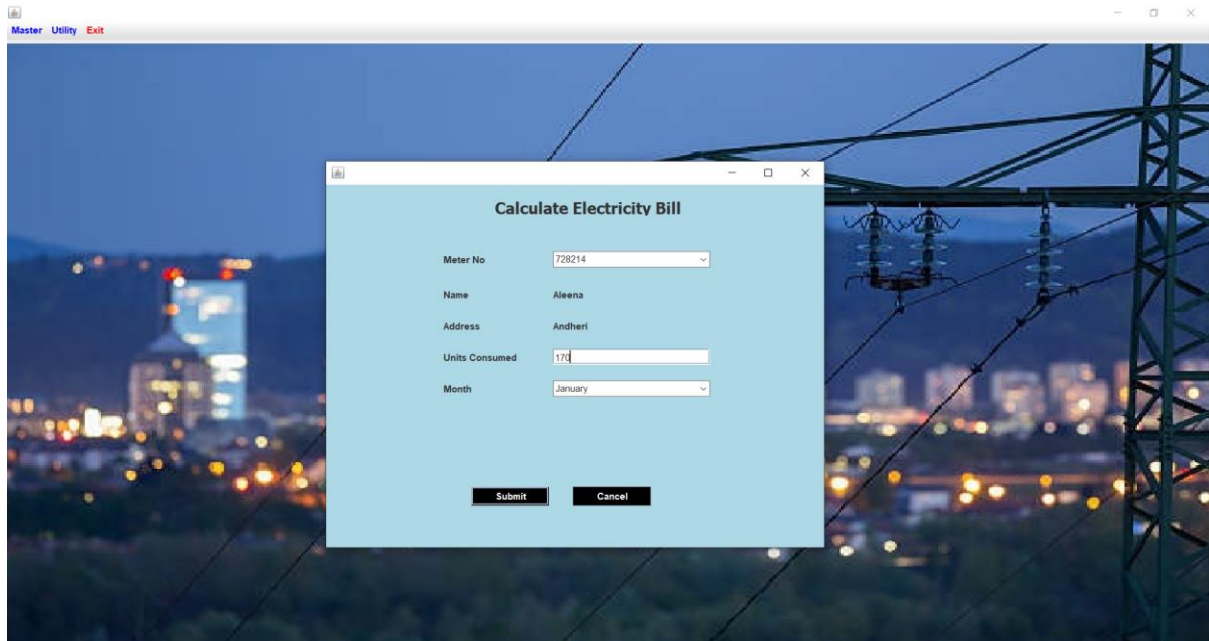 Master Utility Exit
Calculate Electricity Bill
Meter No 728214
Name Aleena
Address Andheri
Units Consumed 170
Month January
Submit Cancel